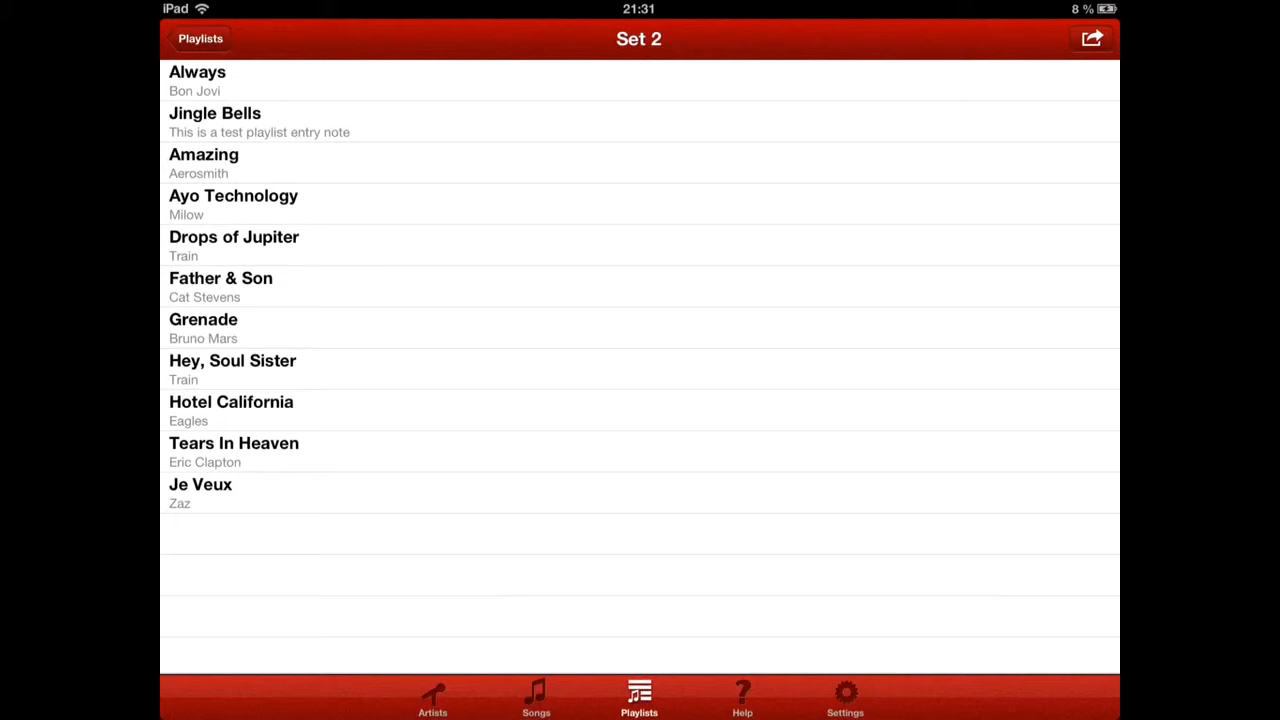 iPad 21:31 8 %
Playlists Set 2
Always
Bon Jovi
Jingle Bells
This is a test playlist entry note
Amazing
Aerosmith
Ayo Technology
Milow
Drops of Jupiter
Train
Father & Son
Cat Stevens
Grenade
Bruno Mars
Hey, Soul Sister
Train
Hotel California
Eagles
Tears In Heaven
Eric Clapton
Je Veux
Zaz
Artists Songs Playlists Help Settings